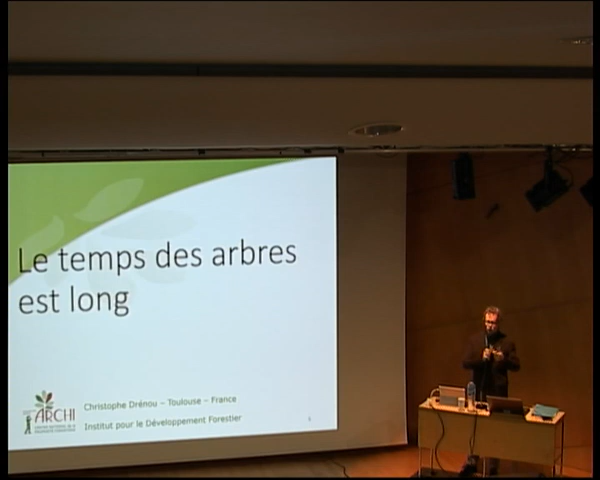 Le temps des arbres
est long
ARCHI
Christophe Drénou – Toulouse – France
Institut pour le Développement Forestier